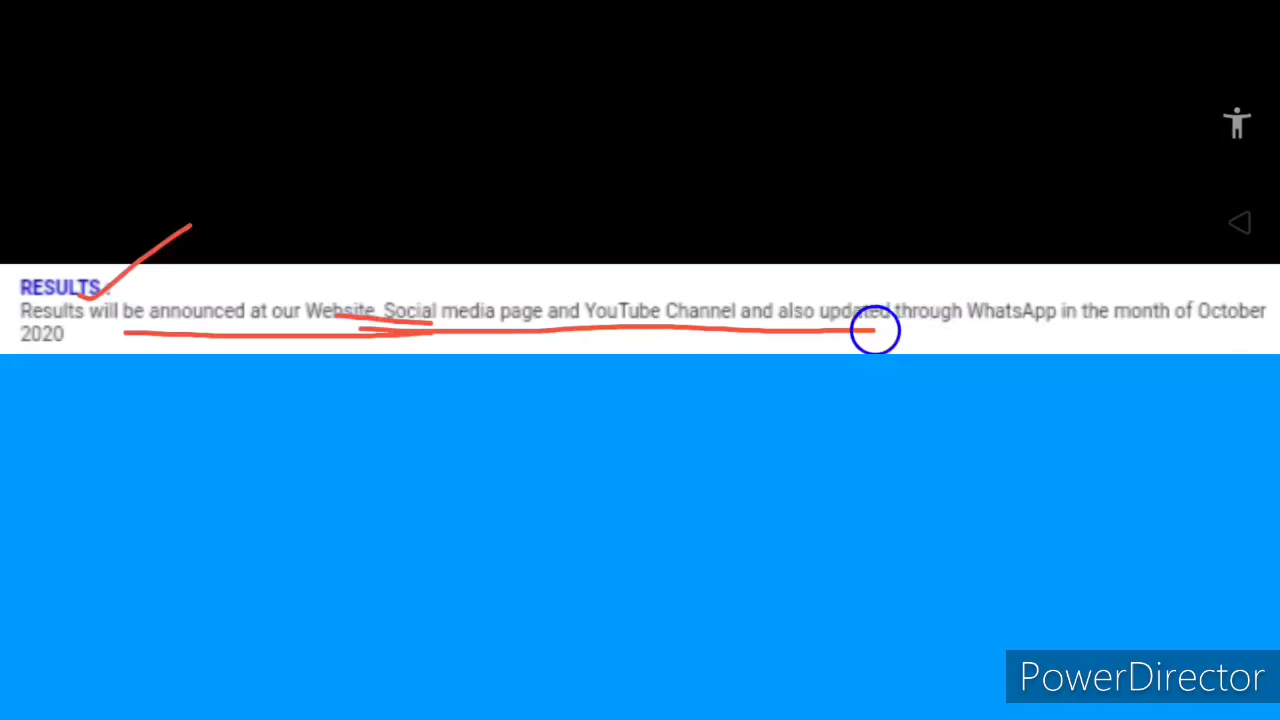 RESULTS :
Results will be announced at our Website, Social media page and YouTube Channel and also updated through WhatsApp in the month of October
2020
PowerDirector